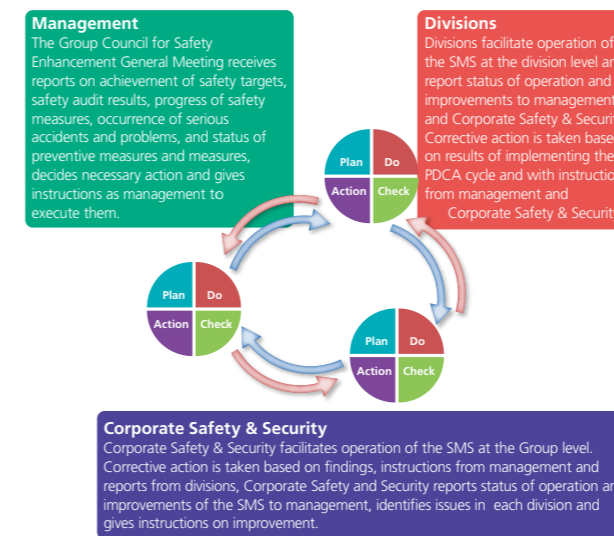 Management
The Group Council for Safety
Enhancement General Meeting receives
reports on achievement of safety targets,
safety audit results, progress of safety
measures, occurrence of serious
accidents and problems, and status of
preventive measures and measures,
decides necessary action and gives
instructions as management to
execute them.
Divisions
Divisions facilitate operation of
the SMS at the division level
report status of operation and
improvements to management
and Corporate Safety &
Corrective action is taken
on results of implementing the
PDCA cycle and with
from management and
Corporate Safety &
Plan Do
Action Check
Plan Do
Action Check
Plan Do
Action Check
Corporate Safety & Security
Corporate Safety & Security facilitates operation of the SMS at the Group level.
Corrective action is taken based on findings, instructions from management and
reports from divisions, Corporate Safety and Security reports status of operation
improvements of the SMS to management, identifies issues in each division and
gives instructions on improvement.